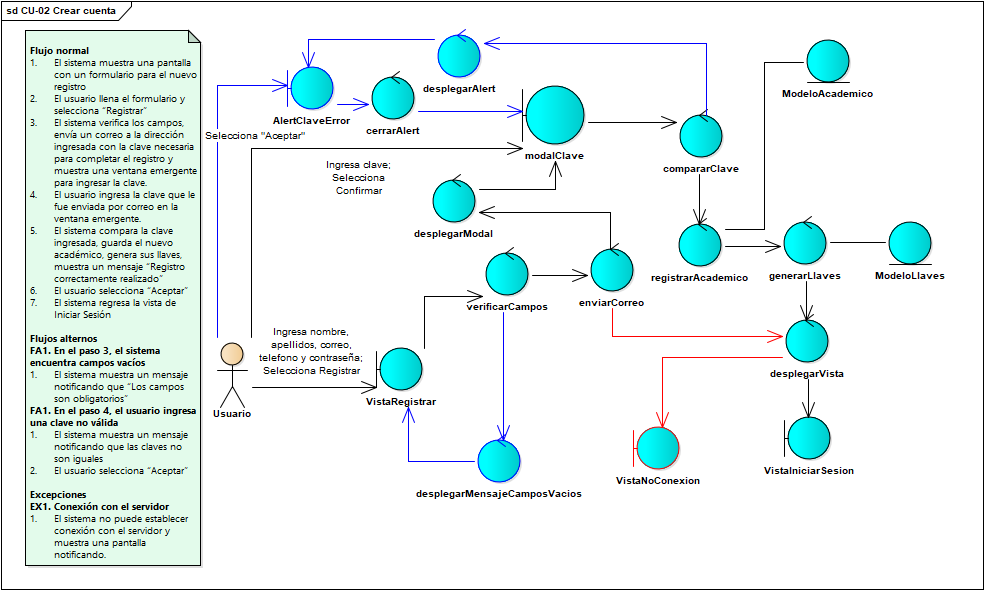 sd CU-02 Crear cuenta
Flujo normal
1. El sistema muestra una pantalla
con un formulario para el nuevo
registro
2. El usuario llena el formulario y
selecciona “Registrar”
3. El sistema verifica los campos,
envía un correo a la dirección
ingresada con la clave necesaria
para completar el registro y
muestra una ventana emergente
para ingresar la clave.
4. El usuario ingresa la clave que le
fue enviada por correo en la
ventana emergente.
5. El sistema compara la clave
ingresada, guarda el nuevo
académico, genera sus llaves,
muestra un mensaje “Registro
correctamente realizado”
6. El usuario selecciona “Aceptar”
7. El sistema regresa la vista de
Iniciar Sesión
Flujos alternos
FA1. En el paso 3, el sistema
encuentra campos vacíos
1. El sistema muestra un mensaje
notificando que “Los campos
son obligatorios”
FA1. En el paso 4, el usuario ingresa
una clave no válida
1. El sistema muestra un mensaje
notificando que las claves no
son iguales
2. El usuario selecciona “Aceptar”
Excepciones
EX1. Conexión con el servidor
1. El sistema no puede establecer
conexión con el servidor y
muestra una pantalla
notificando.
desplegarAlert
ModeloAcademico
AlertClaveError
cerrarAlert
Selecciona "Aceptar"
modalClave
compararClave
Ingresa clave;
Selecciona
Confirmar
desplegarModal
registrarAcademico
generarLlaves
ModeloLlaves
verificarCampos
enviarCorreo
Ingresa nombre,
apellidos, correo,
telefono y contraseña;
Selecciona Registrar
desplegarVista
VistaRegistrar
Usuario
VistaNoConexion
VistaIniciarSesion
desplegarMensajeCamposVacios